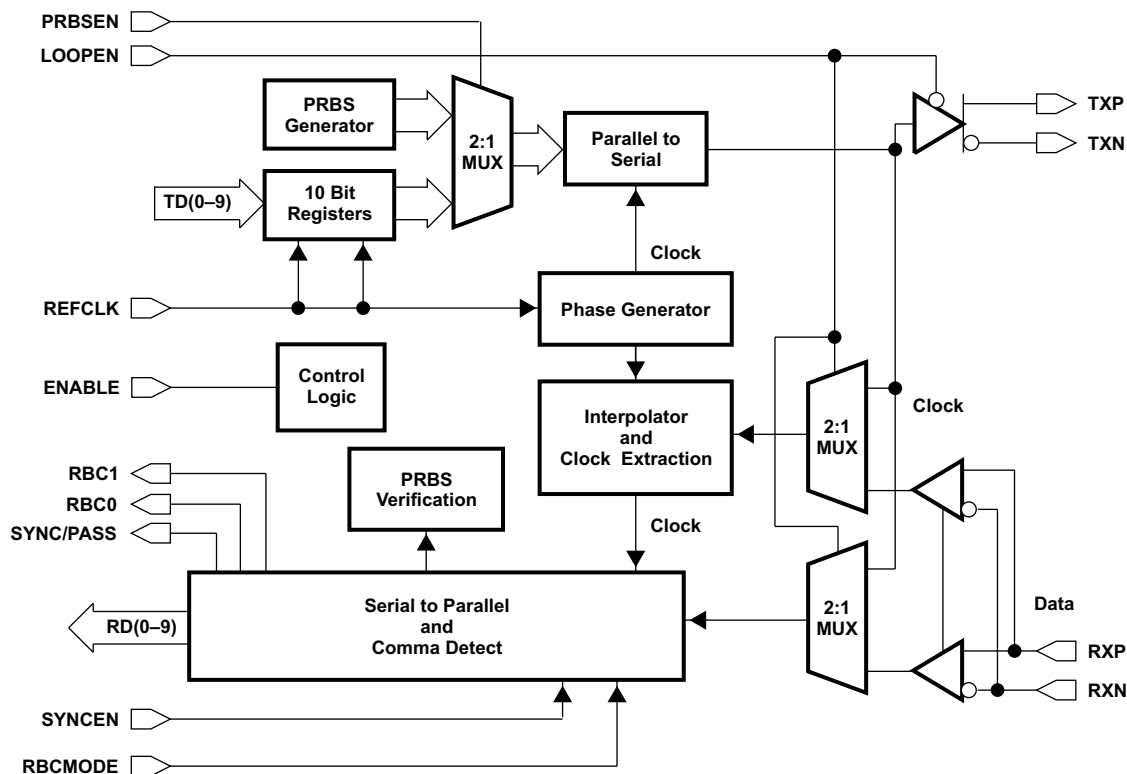 PRBSEN
LOOPEN
PRBS
Generator
2:1
MUX
Parallel to
Serial
TXP
TXN
TD(0–9)
10 Bit
Registers
Clock
REFCLK
Phase Generator
ENABLE
Control
Logic
Interpolator
and
Clock Extraction
2:1
MUX
Clock
RBC1
RBC0
SYNC/PASS
PRBS
Verification
Clock
RD(0–9)
Serial to Parallel
and
Comma Detect
2:1
MUX
Data
RXP
RXN
SYNCEN
RBCMODE